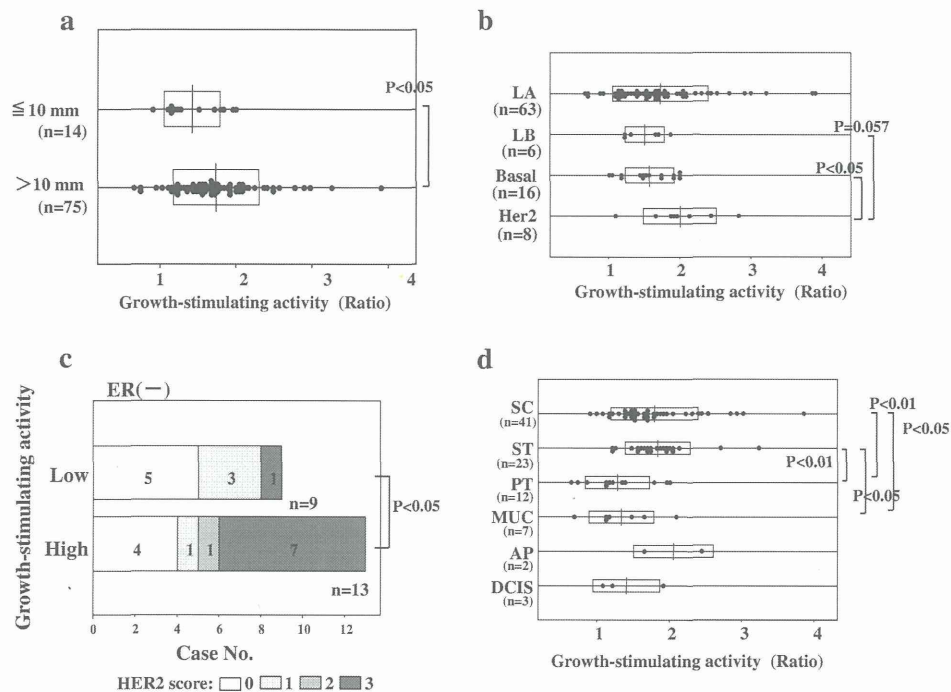 a
≦ 10 mm
(n=14)
P<0.05
>10 mm
(n=75)
1 2 3 4
Growth-stimulating activity (Ratio)
b
LA
(n=63)
LB
(n=6)
P=0.057
Basal
(n=16)
P<0.05
Her2
(n=8)
1 2 3 4
Growth-stimulating activity (Ratio)
c
ER(−)
Growth-stimulating activity
Low
5 3 1
n=9
P<0.05
High
4 1 1 7
n=13
0 2 4 6 8 10 12
Case No.
HER2 score: 0 1 2 3
d
SC
(n=41)
P<0.01
P<0.05
ST
(n=23)
P<0.01
PT
(n=12)
P<0.05
MUC
(n=7)
AP
(n=2)
DCIS
(n=3)
1 2 3 4
Growth-stimulating activity (Ratio)